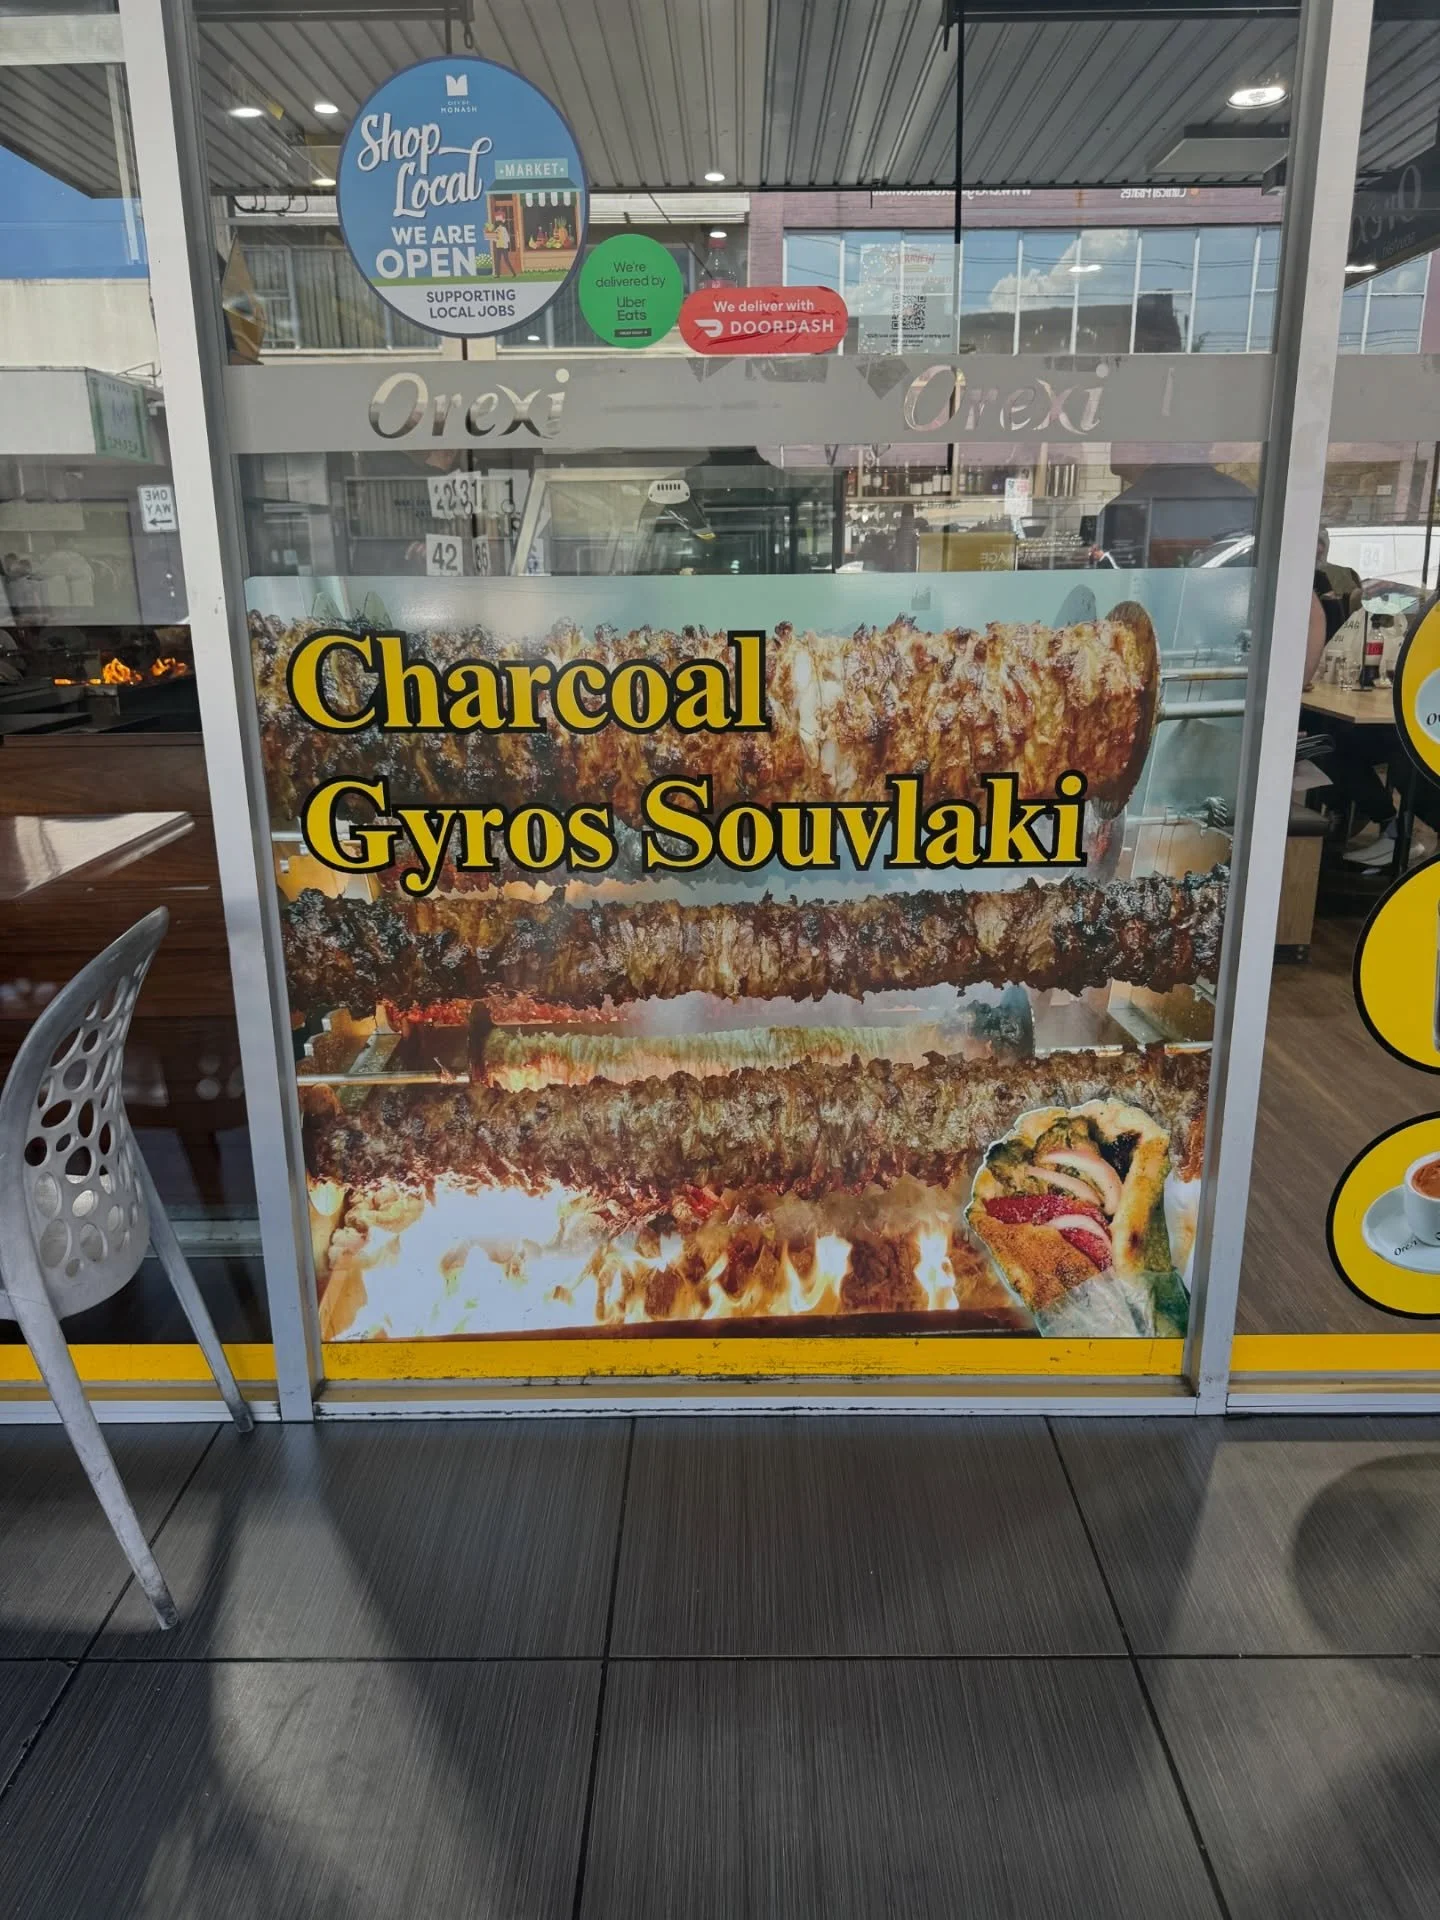 CITY OF
MONASH
Shop
Local
MARKET
WE ARE
OPEN
SUPPORTING
LOCAL JOBS
We're
delivered by
Uber
Eats
We deliver with
DOORDASH
Orexi Orexi
ONE
WAY
42
Charcoal
Gyros Souvlaki
Orexi